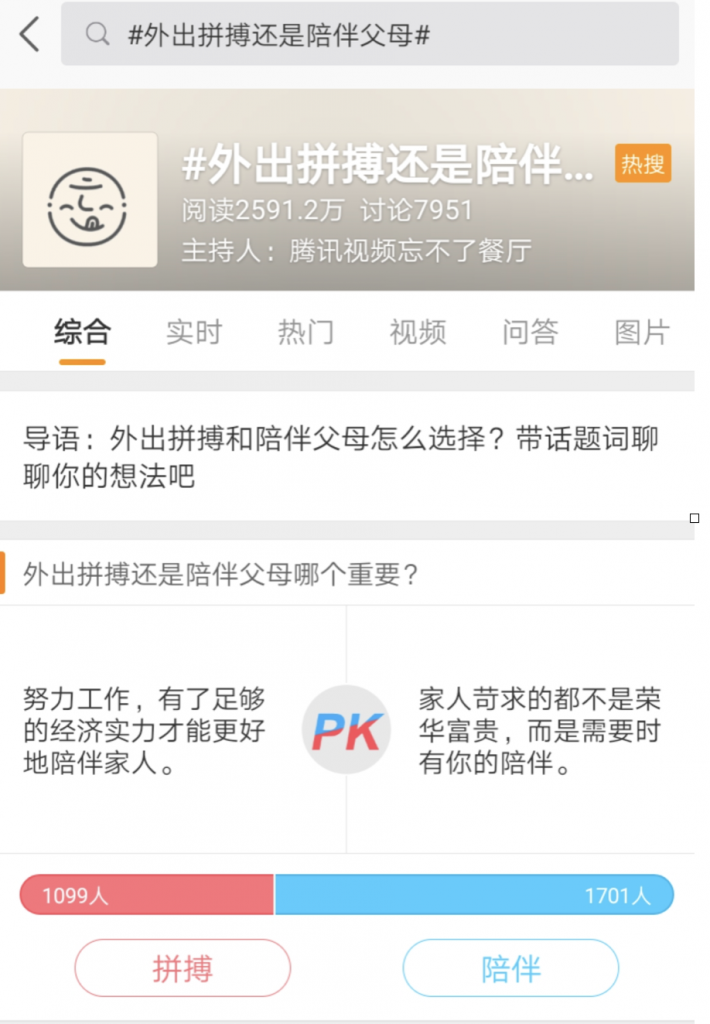 #外出拼搏还是陪伴父母#
#外出拼搏还是陪伴...
热搜
阅读2591.2万 讨论7951
主持人：腾讯视频忘不了餐厅
综合 实时 热门 视频 问答 图片
导语：外出拼搏和陪伴父母怎么选择？带话题词聊
聊你的想法吧
外出拼搏还是陪伴父母哪个重要？
努力工作，有了足够
的经济实力才能更好
地陪伴家人。
PK
家人苛求的都不是荣
华富贵，而是需要时
有你的陪伴。
1099人
1701人
拼搏
陪伴